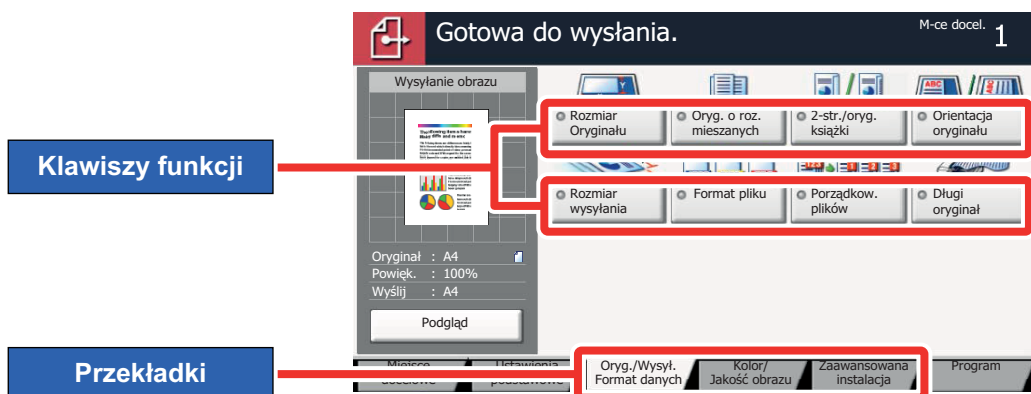 Gotowa do wysłania.
M-ce docel. 1
Wysyłanie obrazu
Rozmiar
Oryginału
Oryg. o roz.
mieszanych
2-str./oryg.
książki
Orientacja
oryginału
Klawiszy funkcji
Rozmiar
wysyłania
Format pliku
Porządkow.
plików
Długi
oryginał
Oryginał : A4
Powięk. : 100%
Wyślij : A4
Podgląd
Przekładki
Miejsce
docelowe
Ustawienia
podstawowe
Oryg./Wysył.
Format danych
Kolor/
Jakość obrazu
Zaawansowana
instalacja
Program